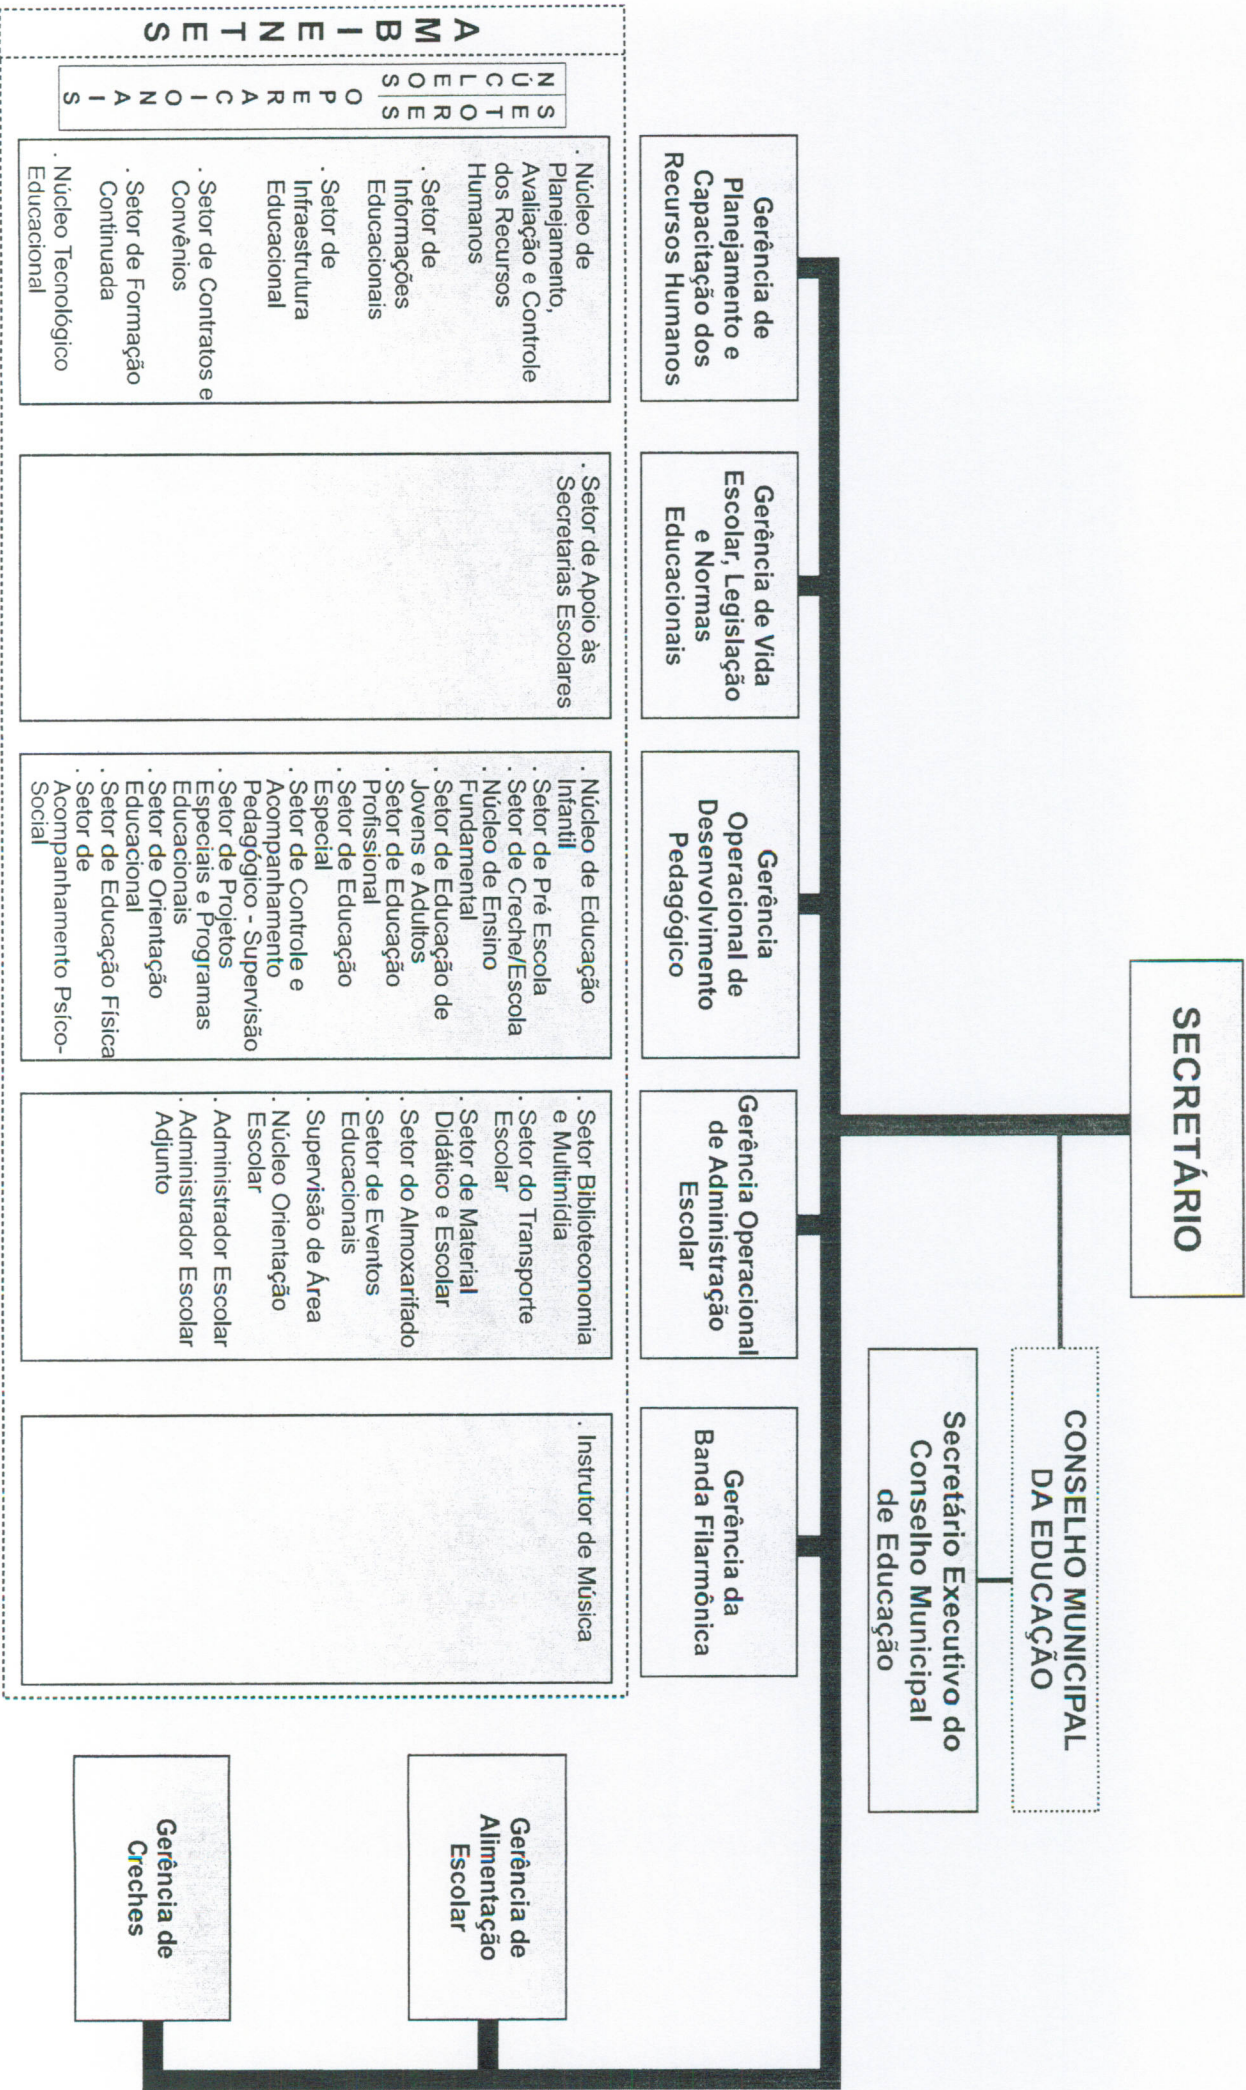 SECRETÁRIO
CONSELHO MUNICIPAL
DA EDUCAÇÃO
Secretário Executivo do
Conselho Municipal
de Educação
Gerência de
Planejamento e
Capacitação dos
Recursos Humanos
Gerência de Vida
Escolar, Legislação
e Normas
Educacionais
Gerência
Operacional de
Desenvolvimento
Pedagógico
Gerência Operacional
de Administração
Escolar
Gerência da
Banda Filarmônica
AMBIENTES
NÚCLEOS
SETORES
OPERACIONAIS
. Núcleo de
Planejamento,
Avaliação e Controle
dos Recursos
Humanos
. Setor de
Informações
Educacionais
. Setor de
Infraestrutura
Educacional
. Setor de Contratos e
Convênios
. Setor de Formação
Continuada
. Núcleo Tecnológico
Educacional
. Setor de Apoio às
Secretarias Escolares
. Núcleo de Educação
Infantil
. Setor de Pré Escola
. Setor de Creche/Escola
. Núcleo de Ensino
Fundamental
. Setor de Educação de
Jovens e Adultos
. Setor de Educação
Profissional
. Setor de Educação
Especial
. Setor de Controle e
Acompanhamento
Pedagógico - Supervisão
. Setor de Projetos
Especiais e Programas
Educacionais
. Setor de Orientação
Educacional
. Setor de Educação Física
. Setor de
Acompanhamento Psíco-
Social
. Setor Biblioteconomia
e Multimídia
. Setor do Transporte
Escolar
. Setor de Material
Didático e Escolar
. Setor do Almoxarifado
. Setor de Eventos
Educacionais
. Supervisão de Área
. Núcleo Orientação
Escolar
. Administrador Escolar
. Administrador Escolar
Adjunto
. Instrutor de Música
Gerência de
Alimentação
Escolar
Gerência de
Creches